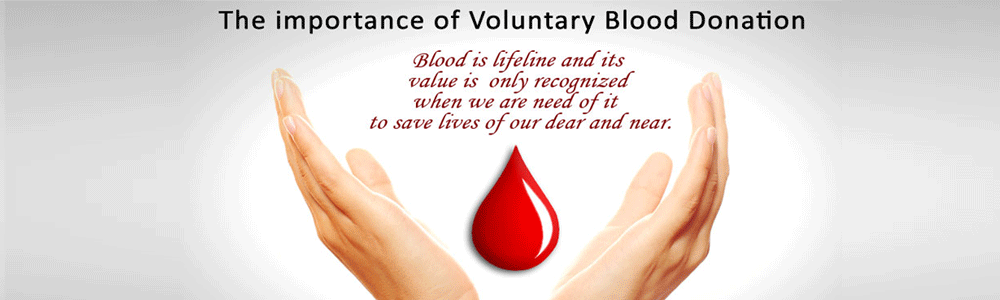 The importance of Voluntary Blood Donation
Blood is lifeline and its
value is only recognized
when we are need of it
to save lives of our dear and near.